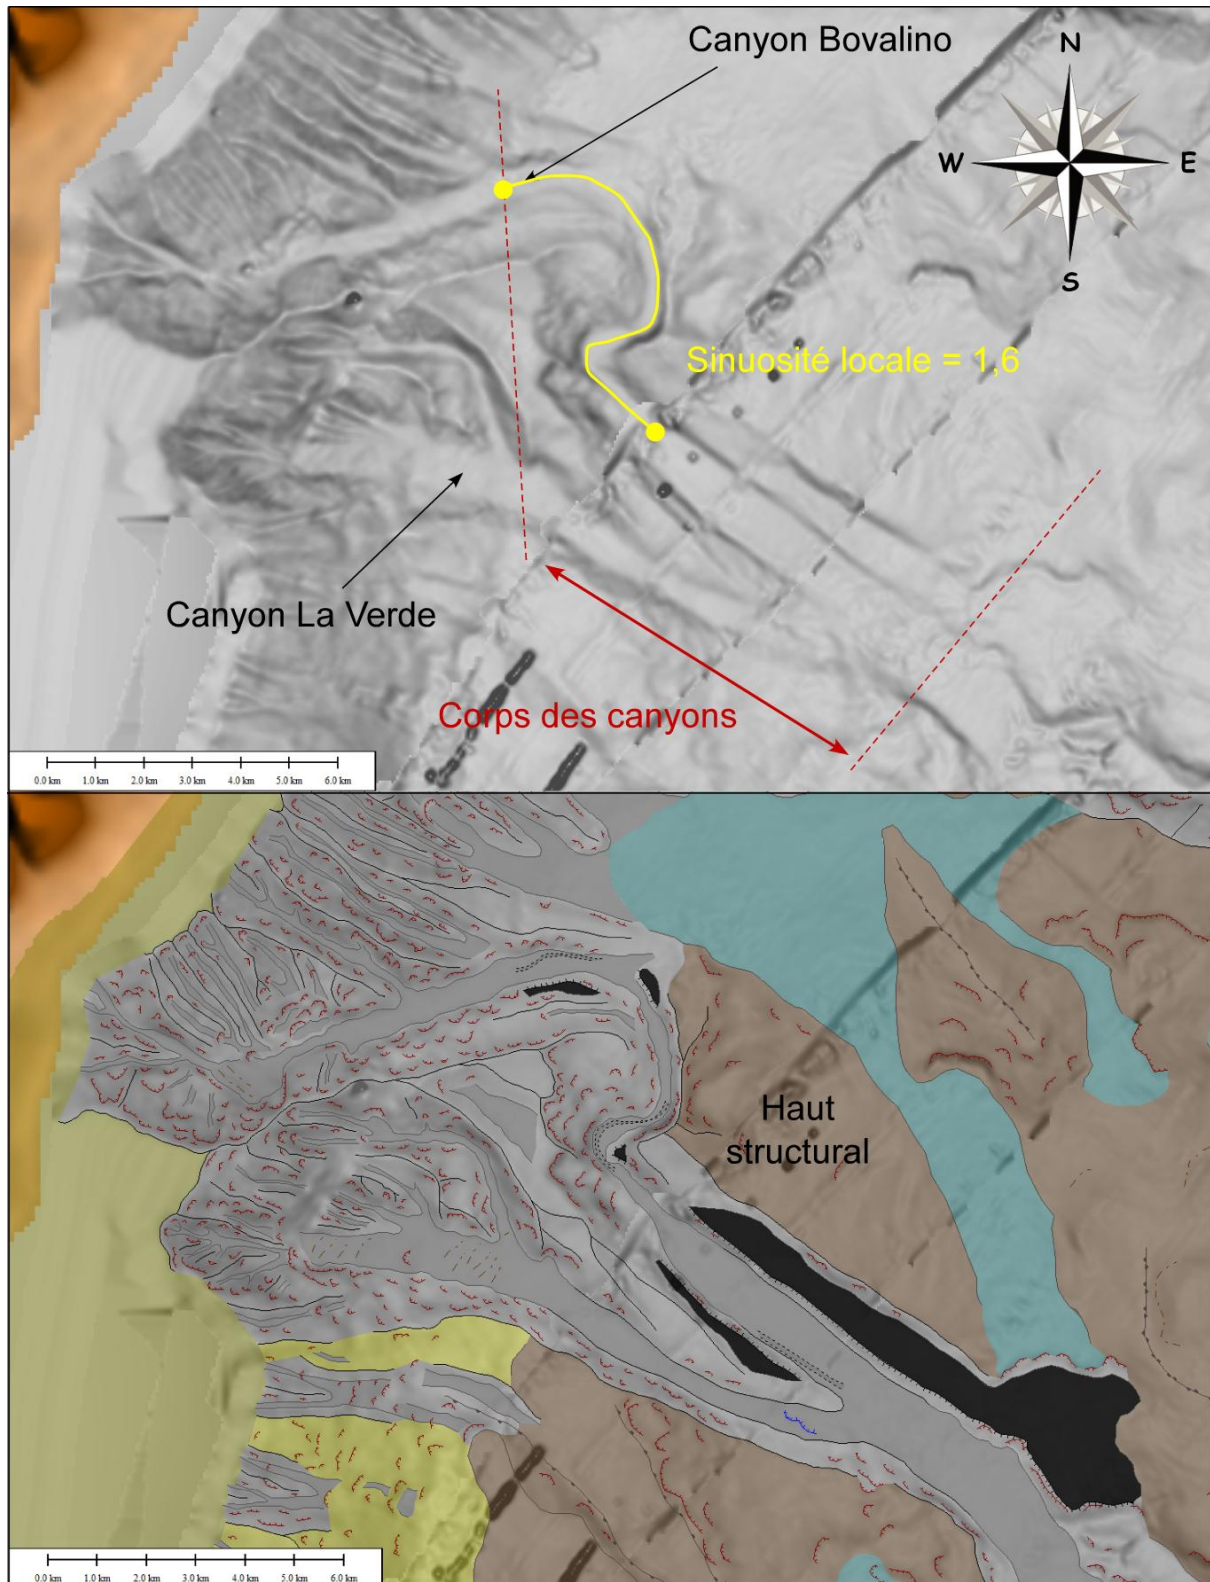 Canyon Bovalino
N
W
E
S
Sinuosité locale = 1,6
Canyon La Verde
Corps des canyons
0.0 km 1.0 km 2.0 km 3.0 km 4.0 km 5.0 km 6.0 km
Haut
structural
0.0 km 1.0 km 2.0 km 3.0 km 4.0 km 5.0 km 6.0 km